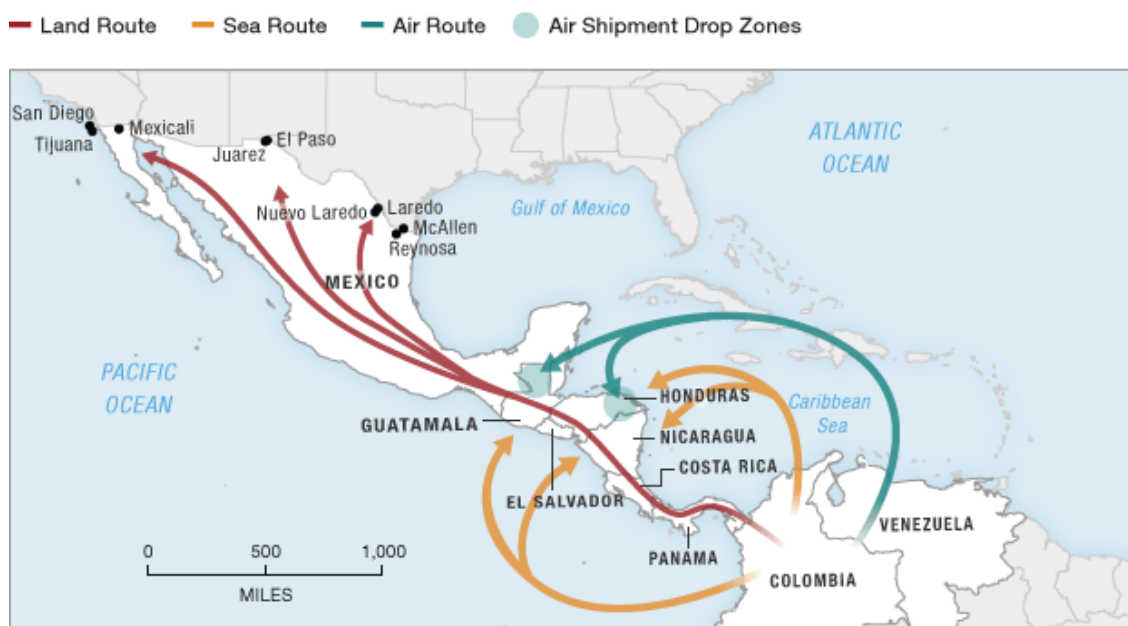 Land Route
Sea Route
Air Route
Air Shipment Drop Zones
San Diego
Tijuana
Mexicali
El Paso
Juarez
Nuevo Laredo
Laredo
McAllen
Reynosa
MEXICO
Gulf of Mexico
ATLANTIC
OCEAN
PACIFIC
OCEAN
GUATAMALA
HONDURAS
Caribbean
Sea
NICARAGUA
COSTA RICA
EL SALVADOR
PANAMA
VENEZUELA
COLOMBIA
0
500
1,000
MILES